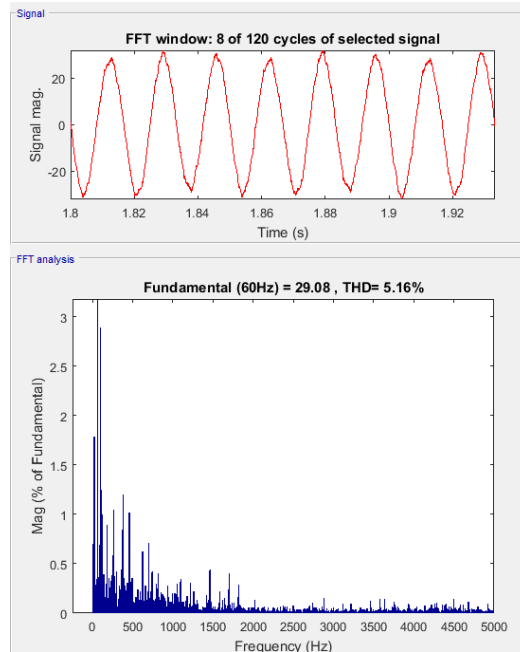 Signal
FFT window: 8 of 120 cycles of selected signal
Signal mag.
20
0
-20
1.8 1.82 1.84 1.86 1.88 1.9 1.92
Time (s)
FFT analysis
Fundamental (60Hz) = 29.08 , THD= 5.16%
Mag (% of Fundamental)
3
2.5
2
1.5
1
0.5
0
0 500 1000 1500 2000 2500 3000 3500 4000 4500 5000
Frequency (Hz)